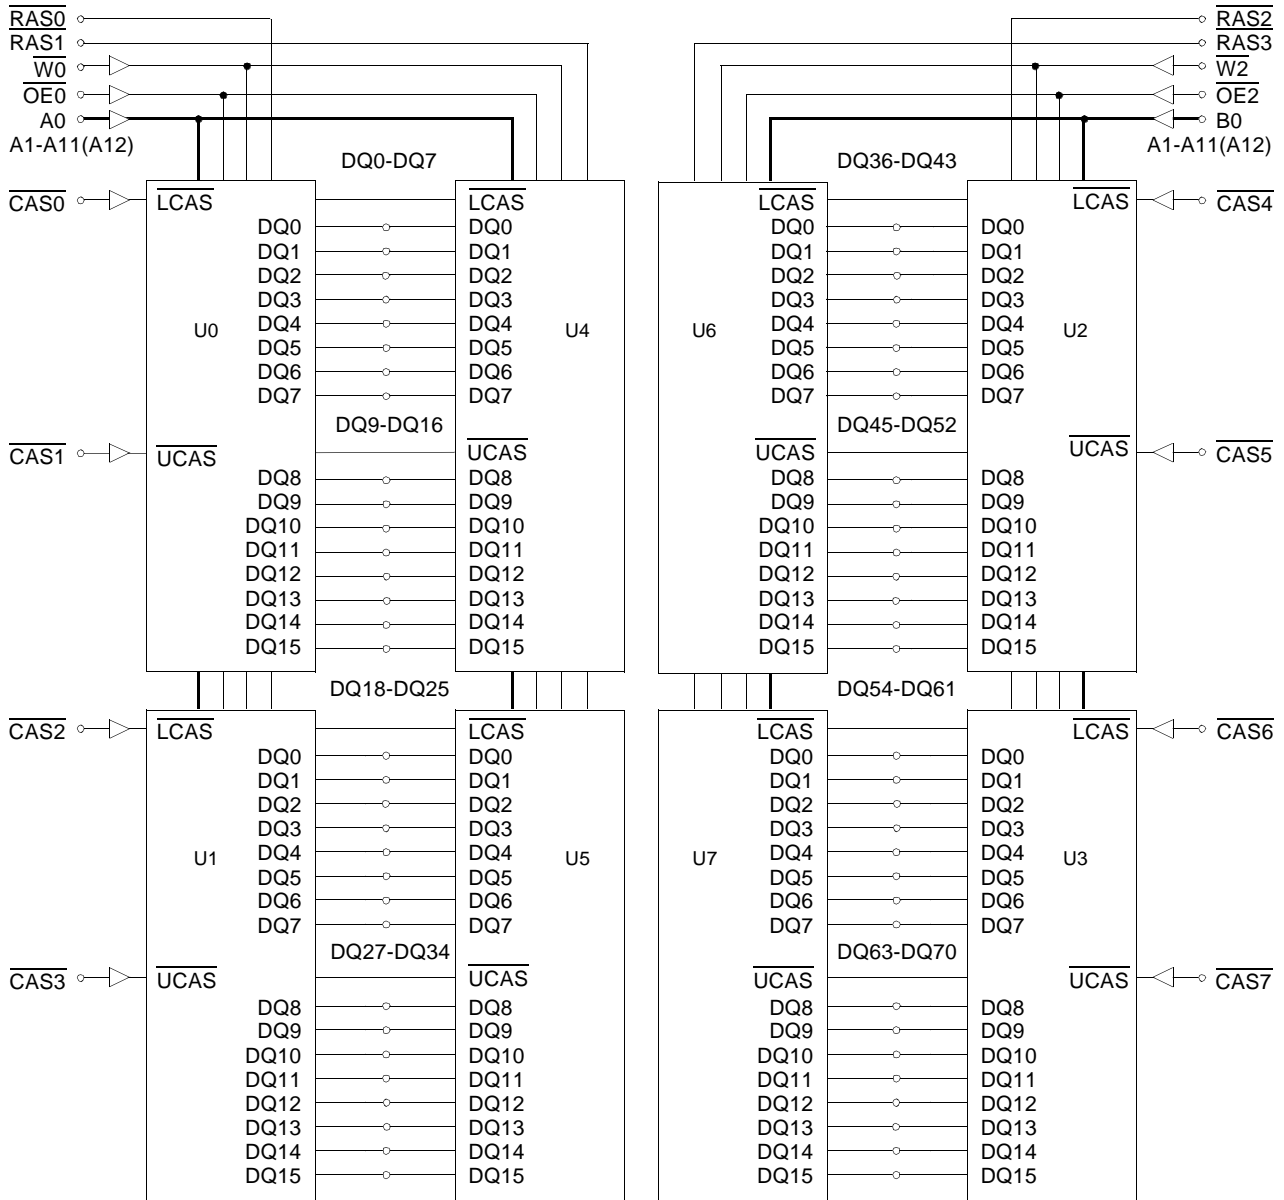 RAS0 RAS2
RAS1 RAS3
W0 W2
OE0 OE2
A0 B0
A1-A11(A12) A1-A11(A12)
DQ0-DQ7 DQ36-DQ43
CAS0 LCAS LCAS LCAS LCAS CAS4
DQ0 DQ0 DQ0 DQ0
DQ1 DQ1 DQ1 DQ1
DQ2 DQ2 DQ2 DQ2
DQ3 DQ3 DQ3 DQ3
U0 DQ4 DQ4 U4 U6 DQ4 DQ4 U2
DQ5 DQ5 DQ5 DQ5
DQ6 DQ6 DQ6 DQ6
DQ7 DQ7 DQ7 DQ7
DQ9-DQ16 DQ45-DQ52
CAS1 UCAS UCAS UCAS UCAS CAS5
DQ8 DQ8 DQ8 DQ8
DQ9 DQ9 DQ9 DQ9
DQ10 DQ10 DQ10 DQ10
DQ11 DQ11 DQ11 DQ11
DQ12 DQ12 DQ12 DQ12
DQ13 DQ13 DQ13 DQ13
DQ14 DQ14 DQ14 DQ14
DQ15 DQ15 DQ15 DQ15
DQ18-DQ25 DQ54-DQ61
CAS2 LCAS LCAS LCAS LCAS CAS6
DQ0 DQ0 DQ0 DQ0
DQ1 DQ1 DQ1 DQ1
DQ2 DQ2 DQ2 DQ2
DQ3 DQ3 DQ3 DQ3
U1 DQ4 DQ4 U5 U7 DQ4 DQ4 U3
DQ5 DQ5 DQ5 DQ5
DQ6 DQ6 DQ6 DQ6
DQ7 DQ7 DQ7 DQ7
DQ27-DQ34 DQ63-DQ70
CAS3 UCAS UCAS UCAS UCAS CAS7
DQ8 DQ8 DQ8 DQ8
DQ9 DQ9 DQ9 DQ9
DQ10 DQ10 DQ10 DQ10
DQ11 DQ11 DQ11 DQ11
DQ12 DQ12 DQ12 DQ12
DQ13 DQ13 DQ13 DQ13
DQ14 DQ14 DQ14 DQ14
DQ15 DQ15 DQ15 DQ15